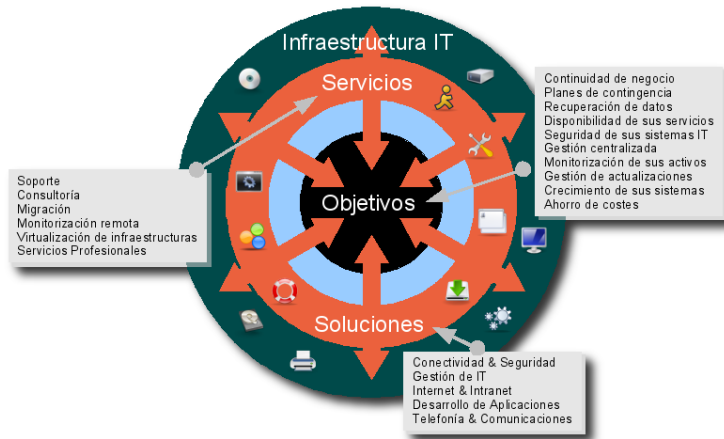 Infraestructura IT
Servicios
Objetivos
Soluciones
Continuidad de negocio
Planes de contingencia
Recuperación de datos
Disponibilidad de sus servicios
Seguridad de sus sistemas IT
Gestión centralizada
Monitorización de sus activos
Gestión de actualizaciones
Crecimiento de sus sistemas
Ahorro de costes
Soporte
Consultoría
Migración
Monitorización remota
Virtualización de infraestructuras
Servicios Profesionales
Conectividad & Seguridad
Gestión de IT
Internet & Intranet
Desarrollo de Aplicaciones
Telefonía & Comunicaciones